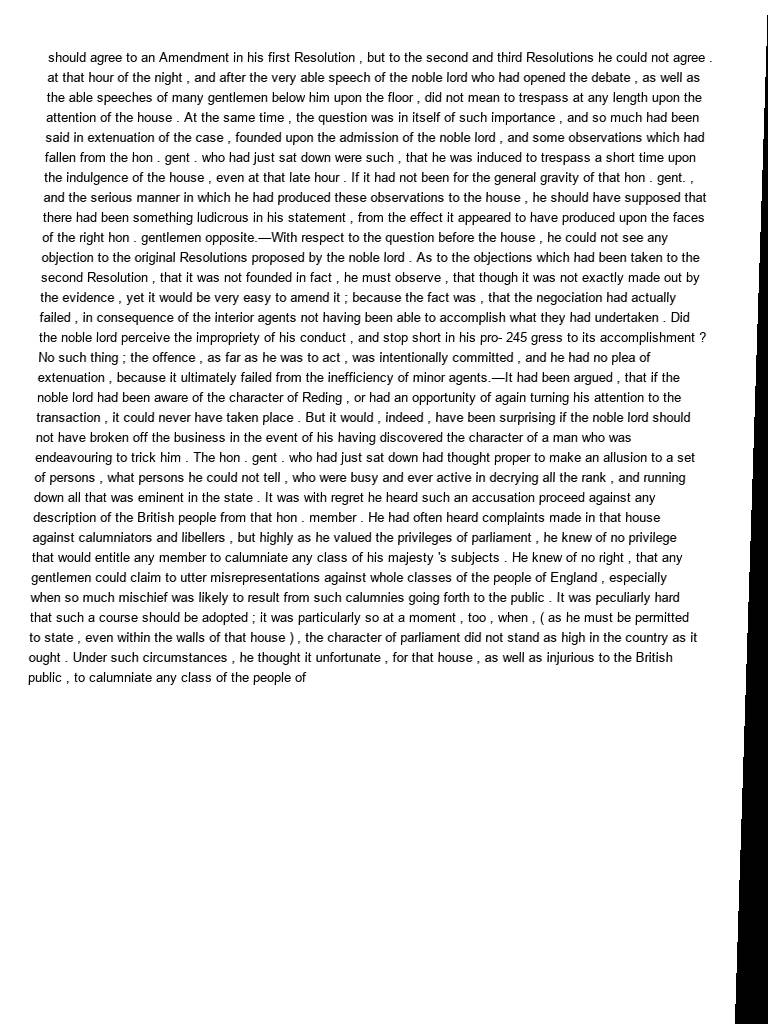 should agree to an Amendment in his first Resolution , but to the second and third Resolutions he could not agree .
at that hour of the night , and after the very able speech of the noble lord who had opened the debate , as well as
the able speeches of many gentlemen below him upon the floor , did not mean to trespass at any length upon the
attention of the house . At the same time , the question was in itself of such importance , and so much had been
said in extenuation of the case , founded upon the admission of the noble lord , and some observations which had
fallen from the hon . gent . who had just sat down were such , that he was induced to trespass a short time upon
the indulgence of the house , even at that late hour . If it had not been for the general gravity of that hon . gent. ,
and the serious manner in which he had produced these observations to the house , he should have supposed that
there had been something ludicrous in his statement , from the effect it appeared to have produced upon the faces
of the right hon . gentlemen opposite.—With respect to the question before the house , he could not see any
objection to the original Resolutions proposed by the noble lord . As to the objections which had been taken to the
second Resolution , that it was not founded in fact , he must observe , that though it was not exactly made out by
the evidence , yet it would be very easy to amend it ; because the fact was , that the negociation had actually
failed , in consequence of the interior agents not having been able to accomplish what they had undertaken . Did
the noble lord perceive the impropriety of his conduct , and stop short in his pro- 245 gress to its accomplishment ?
No such thing ; the offence , as far as he was to act , was intentionally committed , and he had no plea of
extenuation , because it ultimately failed from the inefficiency of minor agents.—It had been argued , that if the
noble lord had been aware of the character of Reding , or had an opportunity of again turning his attention to the
transaction , it could never have taken place . But it would , indeed , have been surprising if the noble lord should
not have broken off the business in the event of his having discovered the character of a man who was
endeavouring to trick him . The hon . gent . who had just sat down had thought proper to make an allusion to a set
of persons , what persons he could not tell , who were busy and ever active in decrying all the rank , and running
down all that was eminent in the state . It was with regret he heard such an accusation proceed against any
description of the British people from that hon . member . He had often heard complaints made in that house
against calumniators and libellers , but highly as he valued the privileges of parliament , he knew of no privilege
that would entitle any member to calumniate any class of his majesty 's subjects . He knew of no right , that any
gentlemen could claim to utter misrepresentations against whole classes of the people of England , especially
when so much mischief was likely to result from such calumnies going forth to the public . It was peculiarly hard
that such a course should be adopted ; it was particularly so at a moment , too , when , ( as he must be permitted
to state , even within the walls of that house ) , the character of parliament did not stand as high in the country as it
ought . Under such circumstances , he thought it unfortunate , for that house , as well as injurious to the British
public , to calumniate any class of the people of